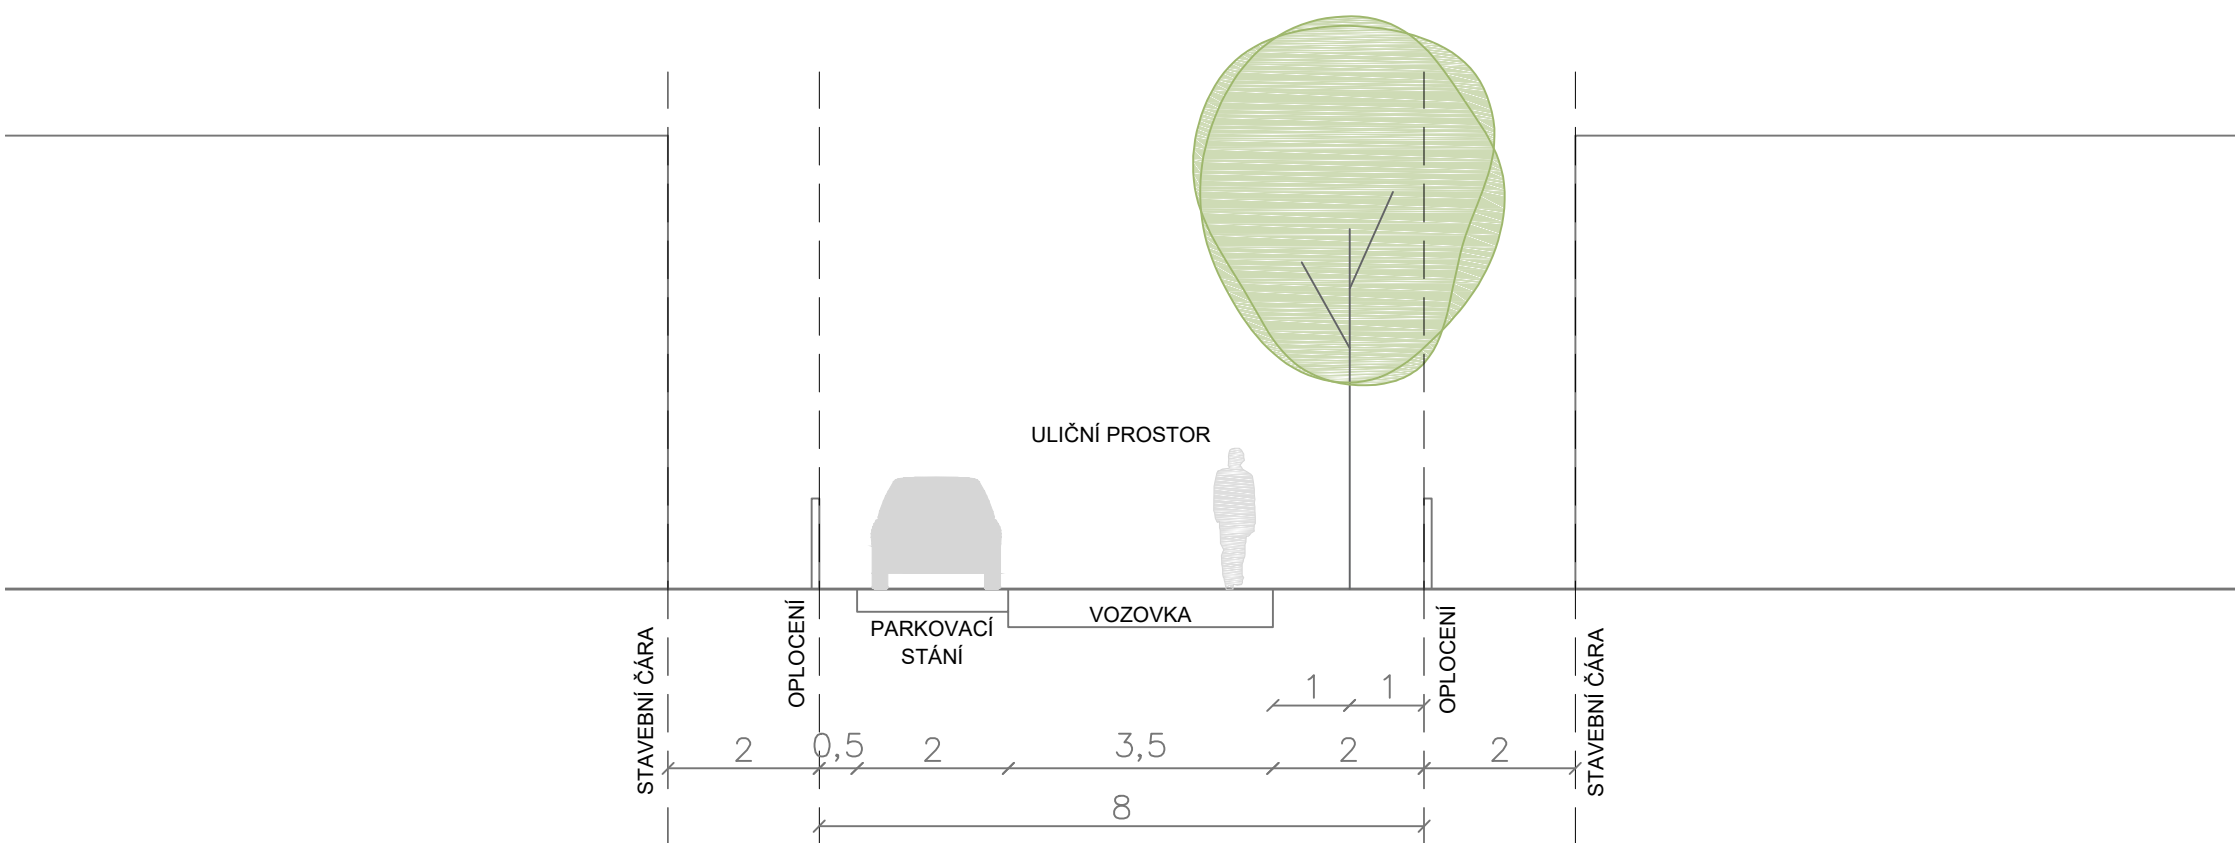 ULIČNÍ PROSTOR
VOZOVKA
PARKOVACÍ
STÁNÍ
STAVEBNÍ ČÁRA
OPLOCENÍ
OPLOCENÍ
STAVEBNÍ ČÁRA
1 1
2 0,5 2 3,5 2 2
8